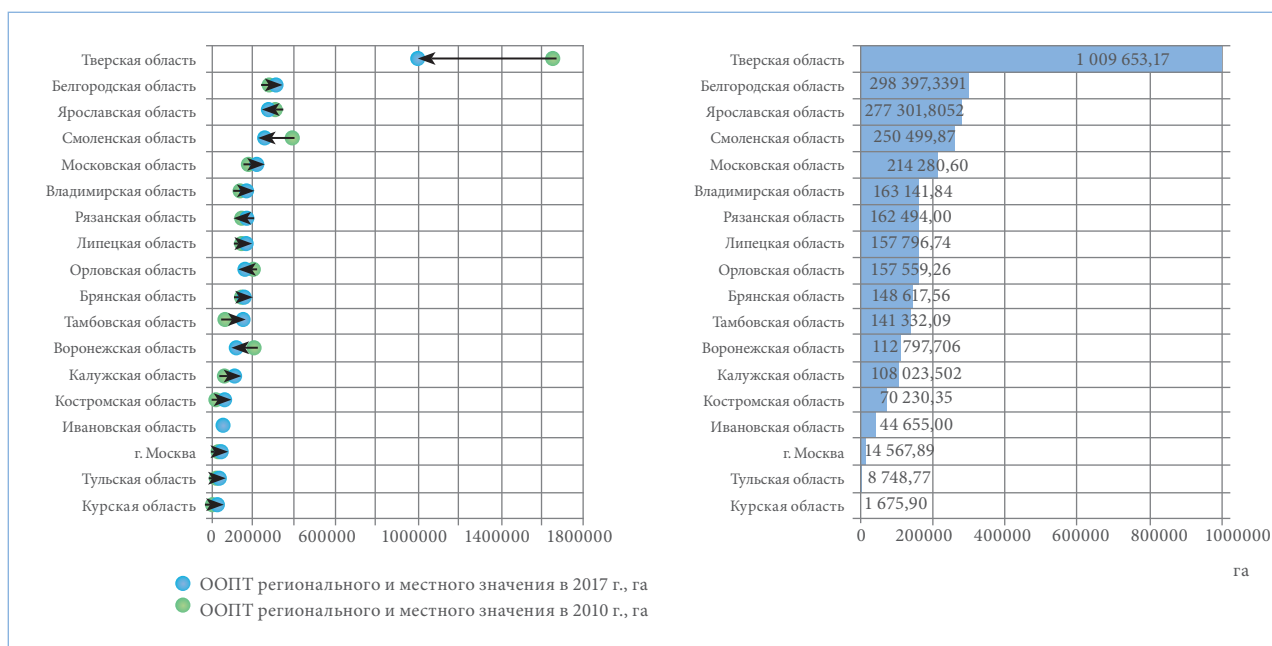 Тверская область
Белгородская область
Ярославская область
Смоленская область
Московская область
Владимирская область
Рязанская область
Липецкая область
Орловская область
Брянская область
Тамбовская область
Воронежская область
Калужская область
Костромская область
Ивановская область
г. Москва
Тульская область
Курская область
0 200000 600000 1000000 1400000 1800000
ООПТ регионального и местного значения в 2017 г., га
ООПТ регионального и местного значения в 2010 г., га
Тверская область 1 009 653,17
Белгородская область 298 397,3391
Ярославская область 277 301,8052
Смоленская область 250 499,87
Московская область 214 280,60
Владимирская область 163 141,84
Рязанская область 162 494,00
Липецкая область 157 796,74
Орловская область 157 559,26
Брянская область 148 617,56
Тамбовская область 141 332,09
Воронежская область 112 797,706
Калужская область 108 023,502
Костромская область 70 230,35
Ивановская область 44 655,00
г. Москва 14 567,89
Тульская область 8 748,77
Курская область 1 675,90
0 200000 400000 600000 800000 1000000
га